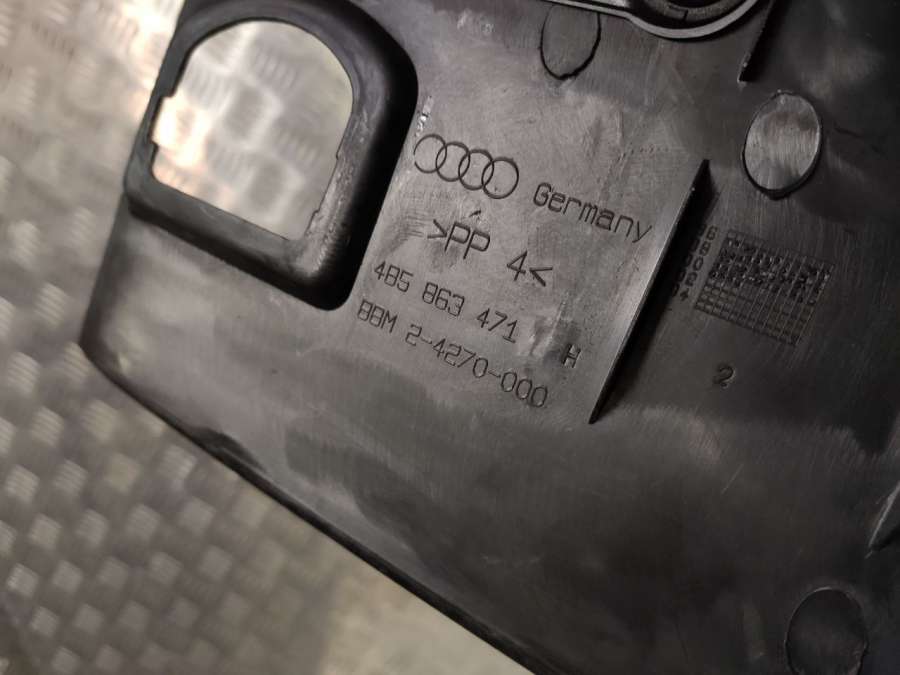 Germany
>PP 4<
4B5 863 471 H
BBM 2-4270-000
2